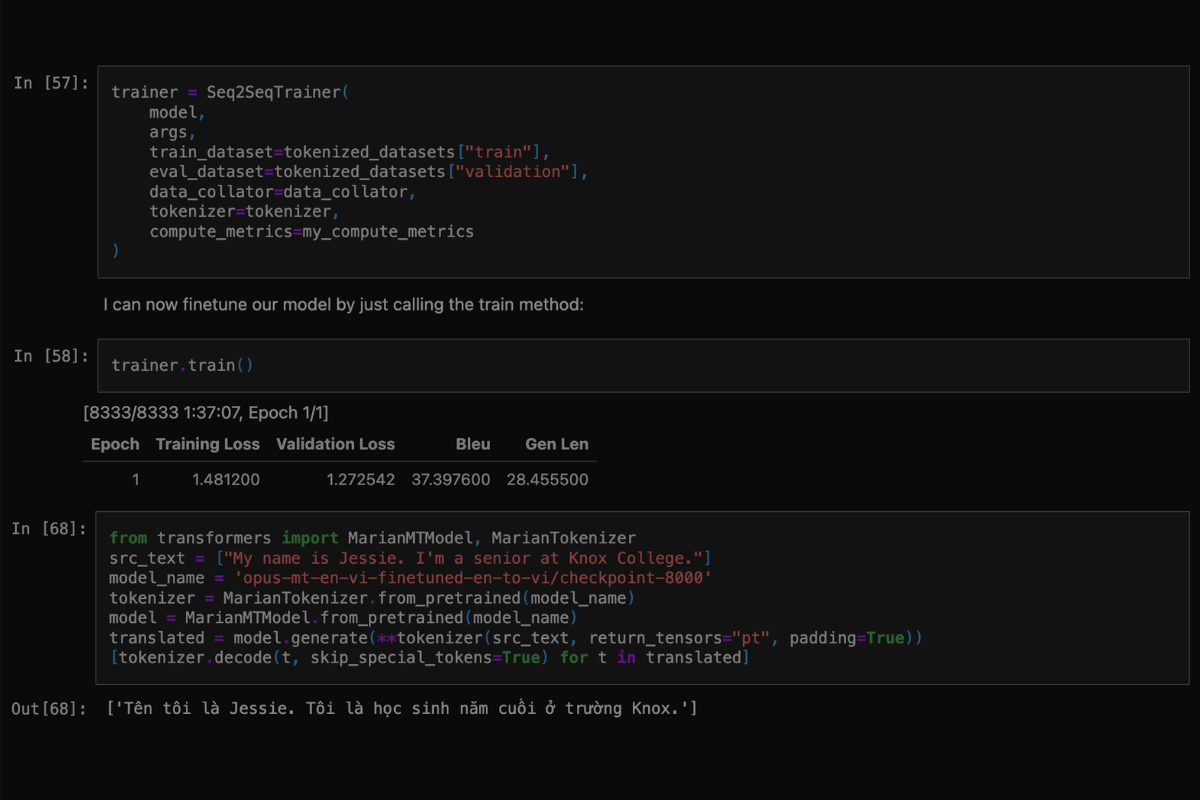 In [57]:
trainer = Seq2SeqTrainer(
    model,
    args,
    train_dataset=tokenized_datasets["train"],
    eval_dataset=tokenized_datasets["validation"],
    data_collator=data_collator,
    tokenizer=tokenizer,
    compute_metrics=my_compute_metrics
)
I can now finetune our model by just calling the train method:
In [58]:
trainer.train()
[8333/8333 1:37:07, Epoch 1/1]
Epoch Training Loss Validation Loss Bleu Gen Len
1 1.481200 1.272542 37.397600 28.455500
In [68]:
from transformers import MarianMTModel, MarianTokenizer
src_text = ["My name is Jessie. I'm a senior at Knox College."]
model_name = 'opus-mt-en-vi-finetuned-en-to-vi/checkpoint-8000'
tokenizer = MarianTokenizer.from_pretrained(model_name)
model = MarianMTModel.from_pretrained(model_name)
translated = model.generate(**tokenizer(src_text, return_tensors="pt", padding=True))
[tokenizer.decode(t, skip_special_tokens=True) for t in translated]
Out[68]: ['Tên tôi là Jessie. Tôi là học sinh năm cuối ở trường Knox.']